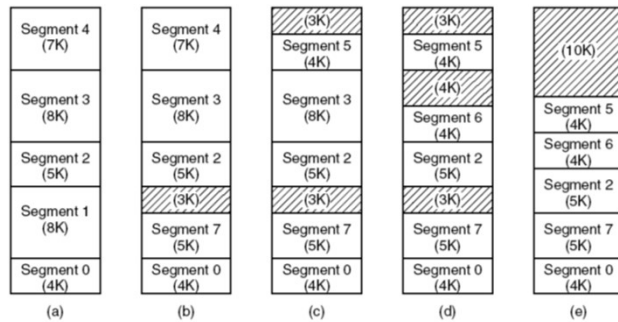 Segment 4
(7K)
Segment 3
(8K)
Segment 2
(5K)
Segment 1
(8K)
Segment 0
(4K)
(a)
Segment 4
(7K)
Segment 3
(8K)
Segment 2
(5K)
(3K)
Segment 7
(5K)
Segment 0
(4K)
(b)
(3K)
Segment 5
(4K)
Segment 3
(8K)
Segment 2
(5K)
(3K)
Segment 7
(5K)
Segment 0
(4K)
(c)
(3K)
Segment 5
(4K)
(4K)
Segment 6
(4K)
Segment 2
(5K)
(3K)
Segment 7
(5K)
Segment 0
(4K)
(d)
(10K)
Segment 5
(4K)
Segment 6
(4K)
Segment 2
(5K)
Segment 7
(5K)
Segment 0
(4K)
(e)